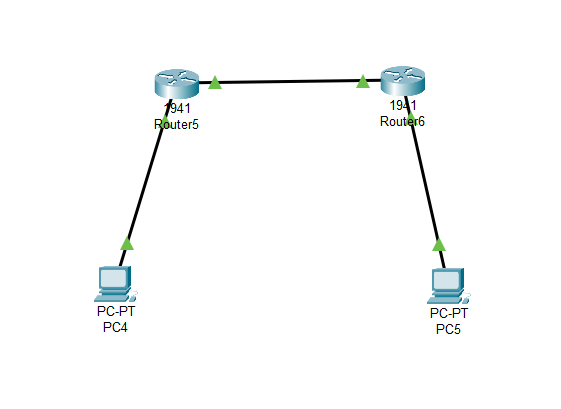 1941
Router5
1941
Router6
PC-PT
PC4
PC-PT
PC5